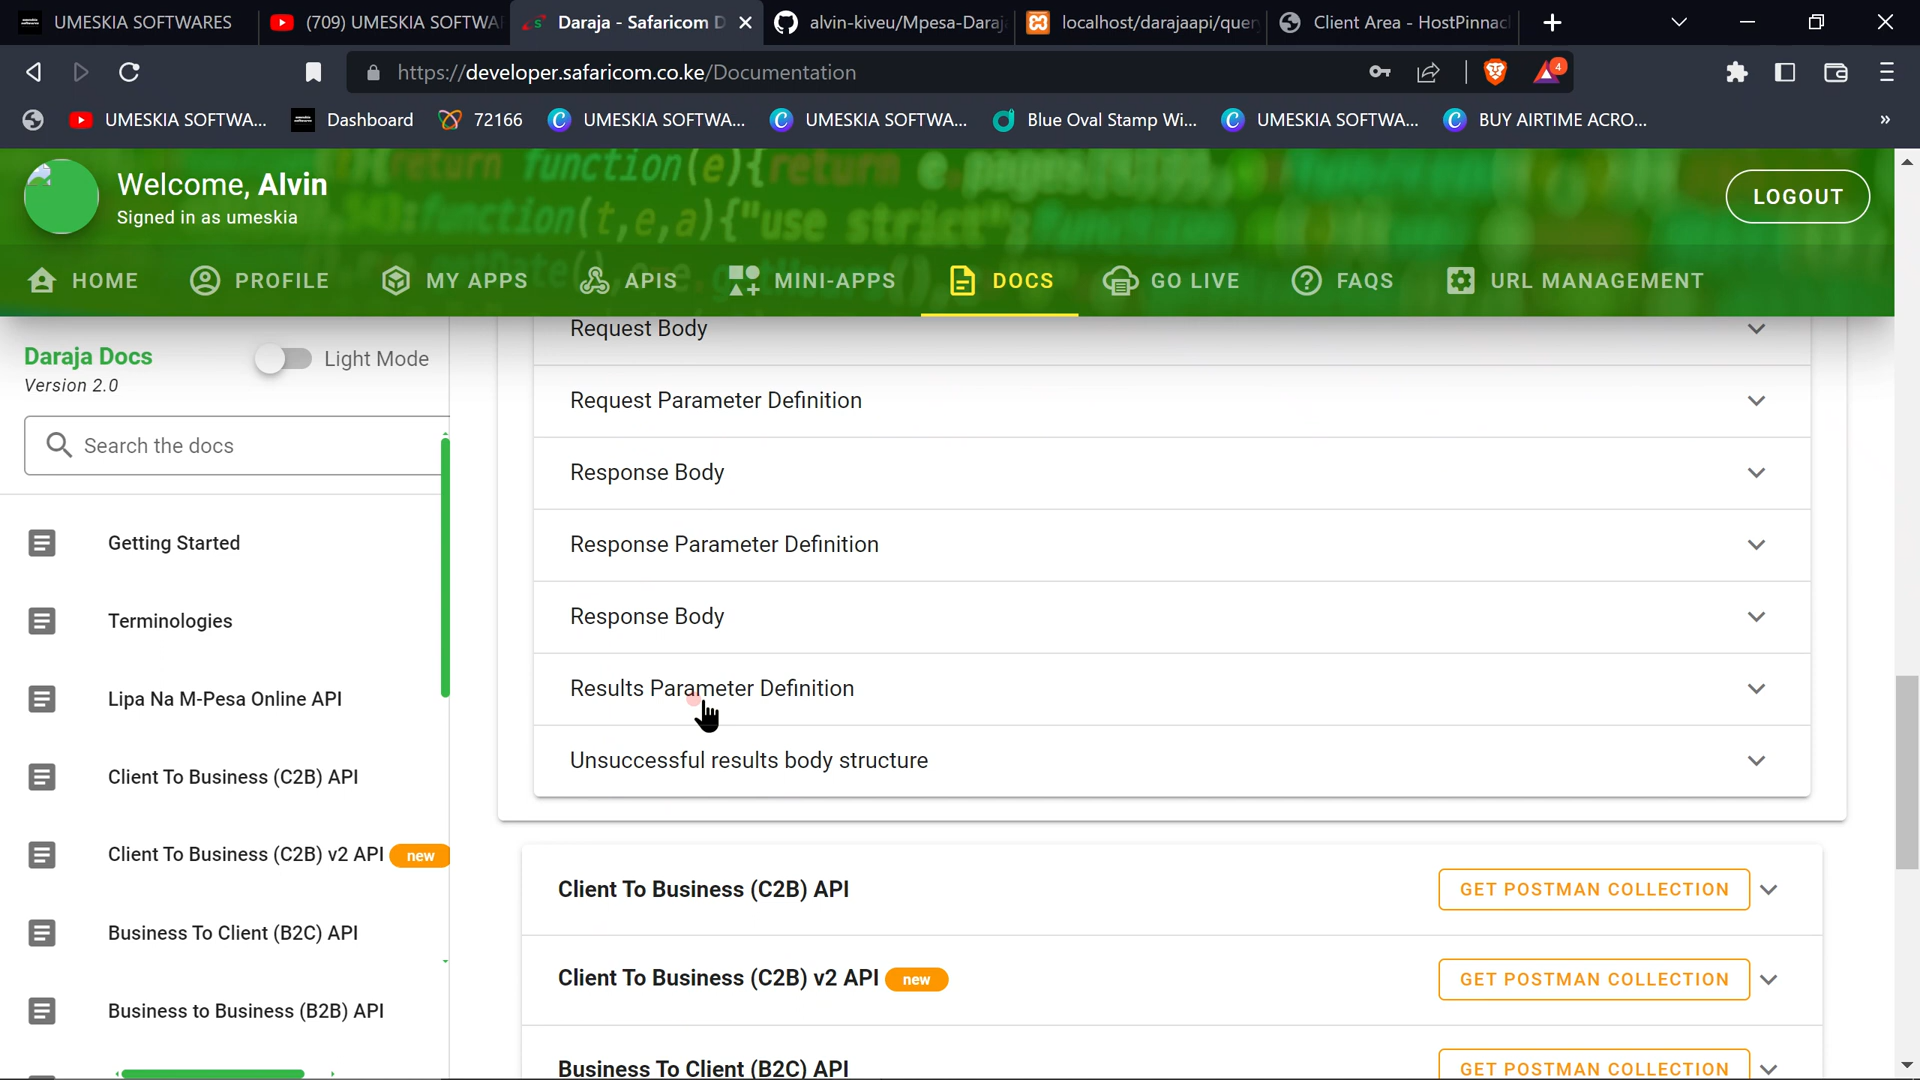 UMESKIA SOFTWARES
(709) UMESKIA SOFTWA
Daraja - Safaricom D
alvin-kiveu/Mpesa-Daraj
localhost/darajaapi/quer
Client Area - HostPinnac
https://developer.safaricom.co.ke/Documentation
4
UMESKIA SOFTWA...
Dashboard
72166
UMESKIA SOFTWA...
UMESKIA SOFTWA...
Blue Oval Stamp Wi...
UMESKIA SOFTWA...
BUY AIRTIME ACRO...
»
Welcome, Alvin
Signed in as umeskia
LOGOUT
HOME
PROFILE
MY APPS
APIS
MINI-APPS
DOCS
GO LIVE
FAQS
URL MANAGEMENT
Daraja Docs
Version 2.0
Light Mode
Search the docs
Getting Started
Terminologies
Lipa Na M-Pesa Online API
Client To Business (C2B) API
Client To Business (C2B) v2 API new
Business To Client (B2C) API
Business to Business (B2B) API
Request Body
Request Parameter Definition
Response Body
Response Parameter Definition
Response Body
Results Parameter Definition
Unsuccessful results body structure
Client To Business (C2B) API
GET POSTMAN COLLECTION
Client To Business (C2B) v2 API new
GET POSTMAN COLLECTION
Business To Client (B2C) API
GET POSTMAN COLLECTION